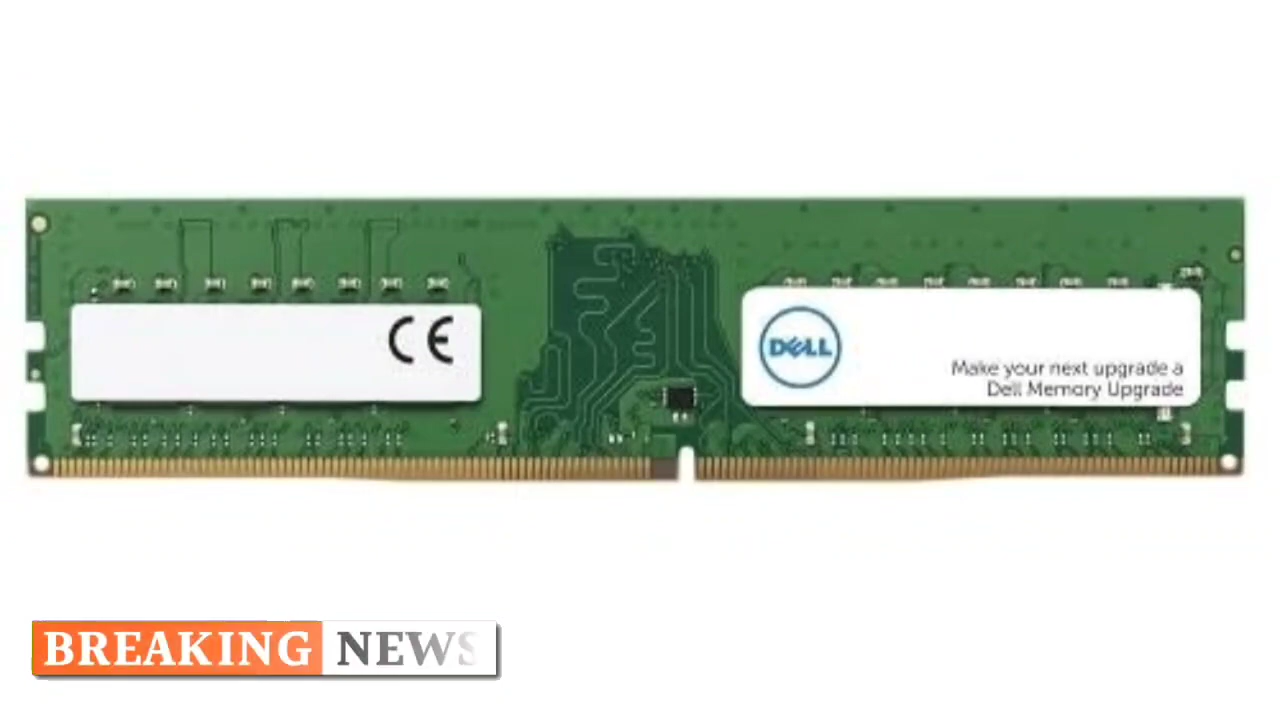 CE
DELL
Make your next upgrade a
Dell Memory Upgrade
BREAKING NEWS